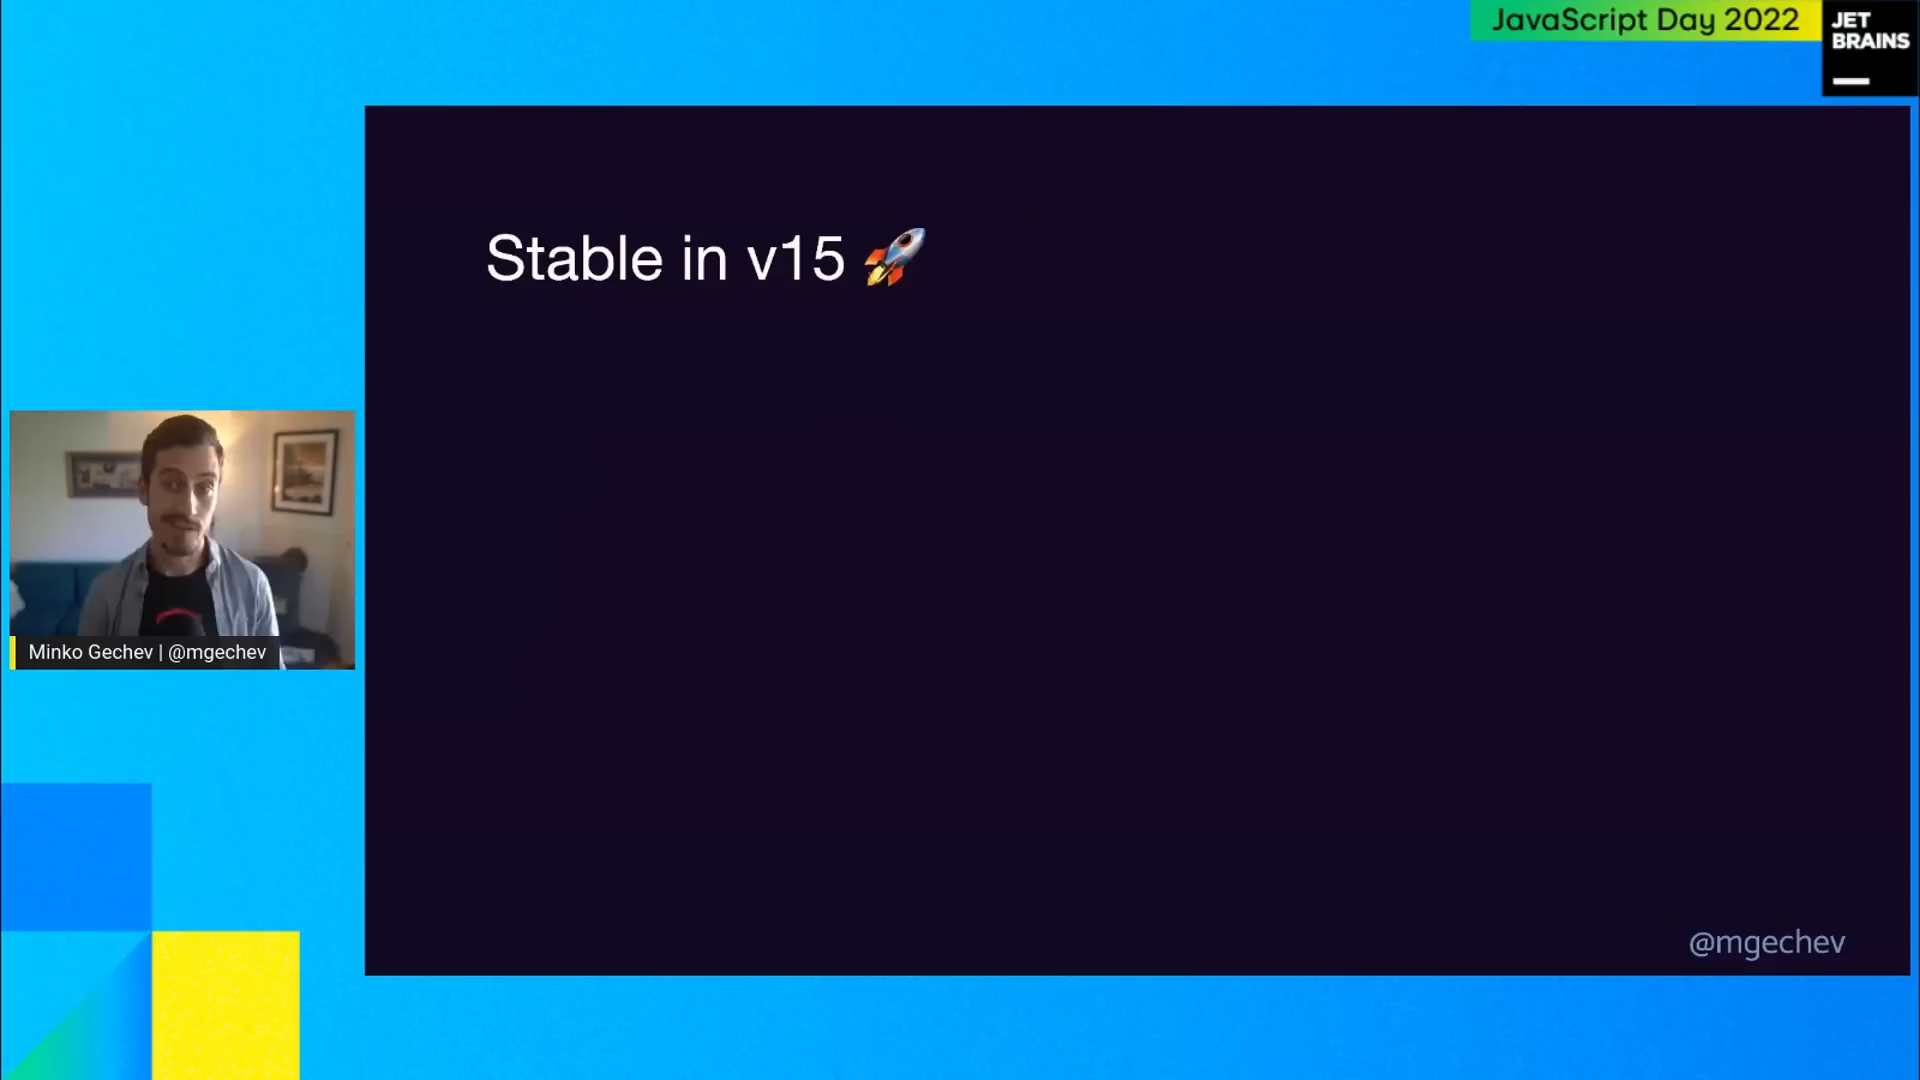 JavaScript Day 2022
JET
BRAINS
Stable in v15 🚀
Minko Gechev | @mgechev
@mgechev